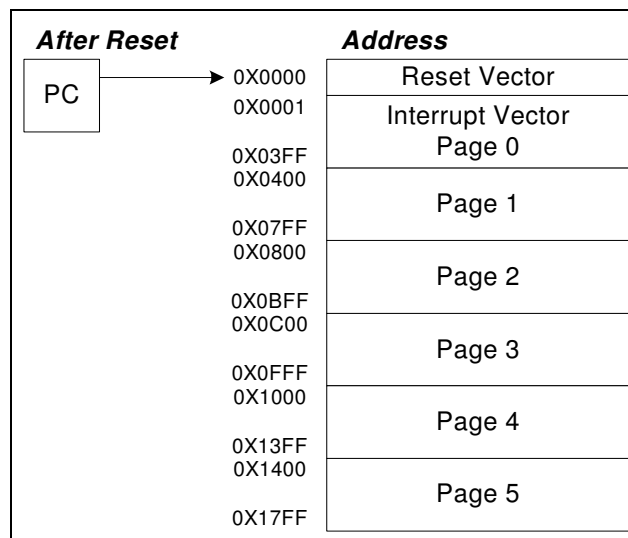 After Reset Address
PC
0X0000 Reset Vector
0X0001 Interrupt Vector
Page 0
0X03FF
0X0400
Page 1
0X07FF
0X0800
Page 2
0X0BFF
0X0C00
Page 3
0X0FFF
0X1000
Page 4
0X13FF
0X1400
Page 5
0X17FF